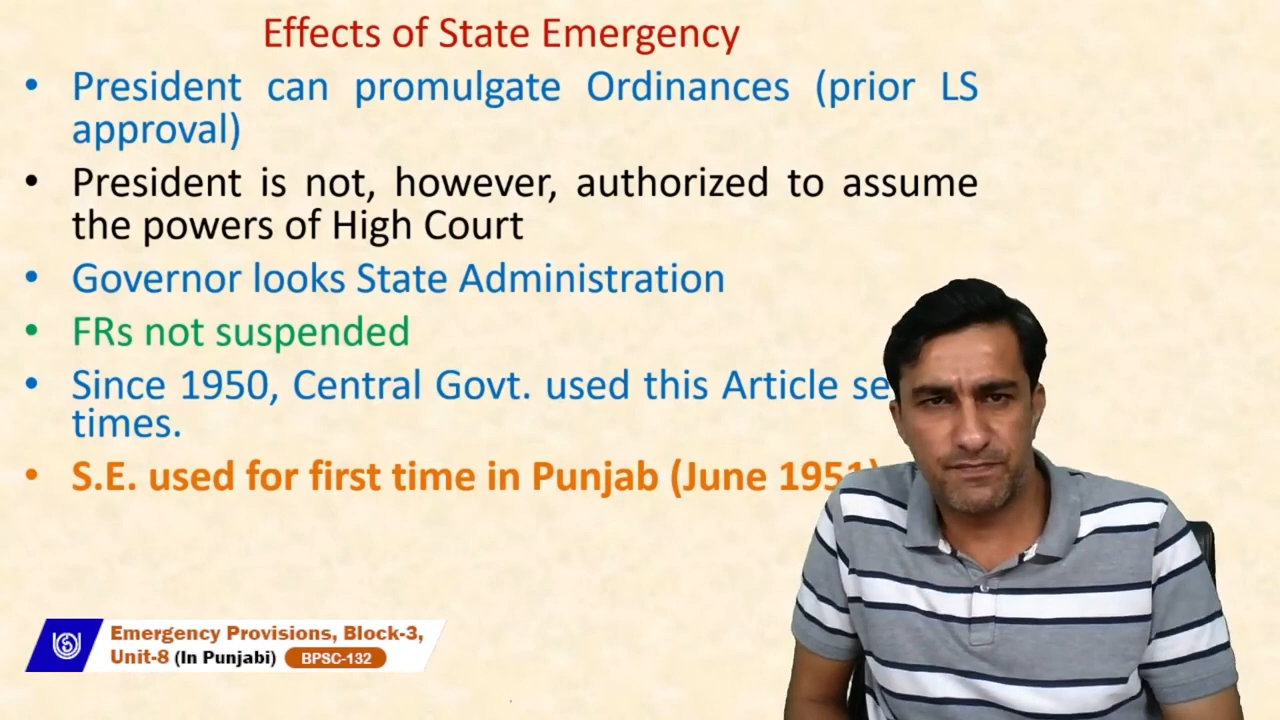 Effects of State Emergency
• President can promulgate Ordinances (prior LS
approval)
• President is not, however, authorized to assume
the powers of High Court
• Governor looks State Administration
• FRs not suspended
• Since 1950, Central Govt. used this Article
times.
• S.E. used for first time in Punjab (June
Emergency Provisions, Block-3,
Unit-8 (In Punjabi) BPSC-132